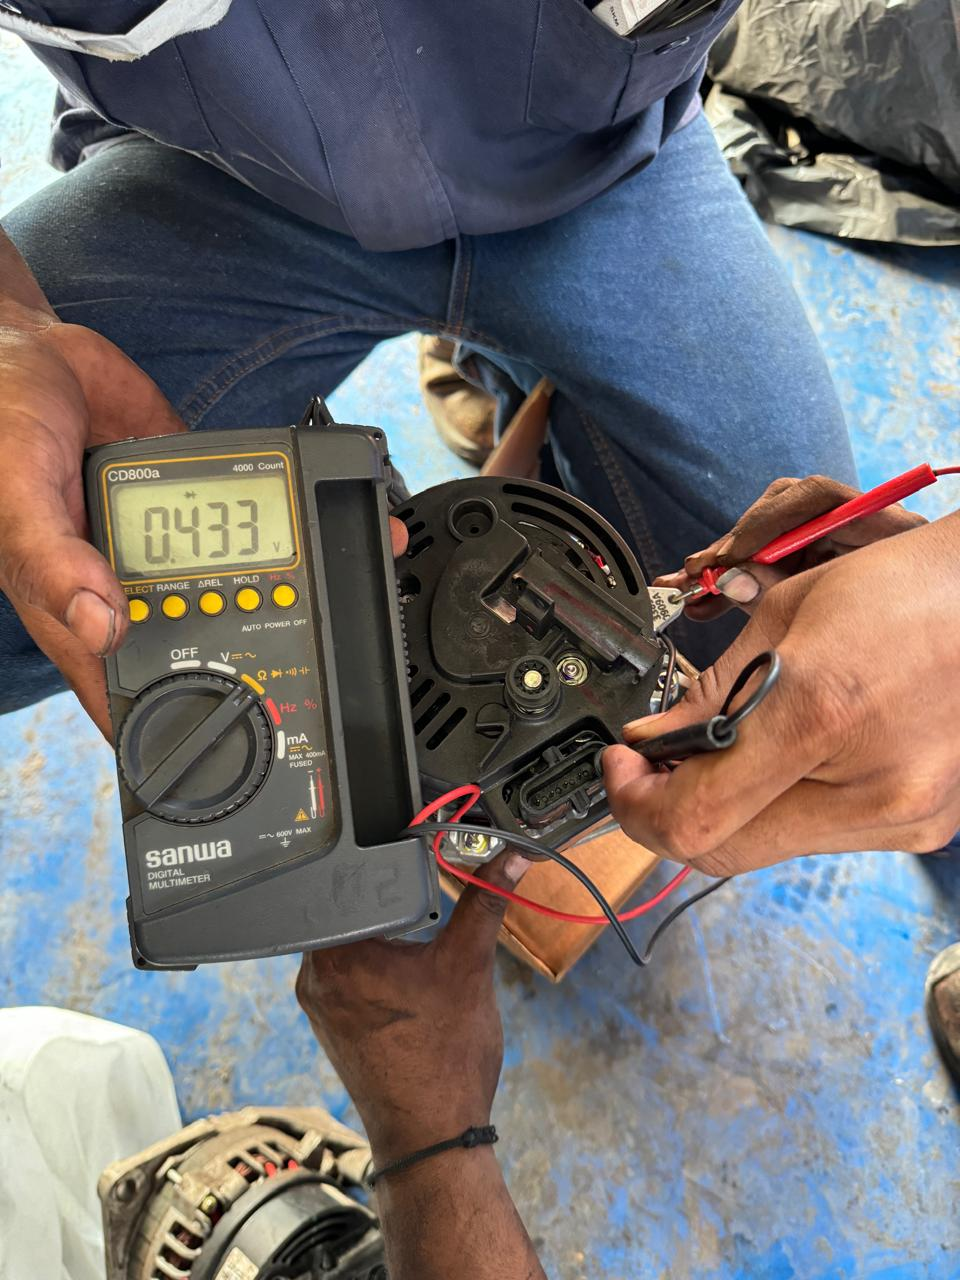 CD800a
4000 Count
0.433
V
SELECT RANGE ΔREL HOLD Hz %
AUTO POWER OFF
OFF
V
Ω
Hz %
mA
MAX 400mA
FUSED
600V MAX
sanwa
DIGITAL
MULTIMETER